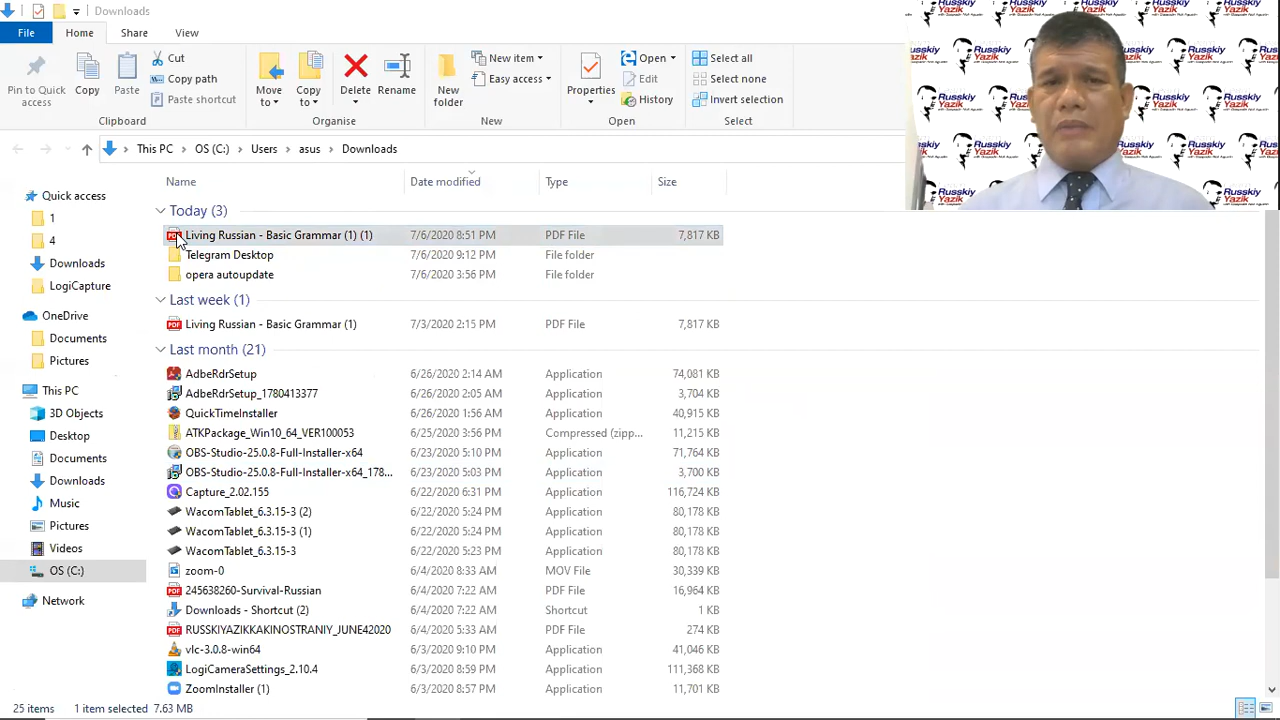 Downloads
File Home Share View
Pin to Quick access
Copy
Paste
Cut
Copy path
Paste shortcut
Clipboard
Move to
Copy to
Delete
Rename
Organise
New folder
New item
access
New
Properties
Open
Edit
History
Open
Select all
Select none
Invert selection
Select
Russkiy
Yazik
This PC > OS (C:) > Users > asus > Downloads
Name Date modified Type Size
Quick access
1
4
Downloads
LogiCapture
OneDrive
Documents
Pictures
This PC
3D Objects
Desktop
Documents
Downloads
Music
Pictures
Videos
OS (C:)
Network
Today (3)
Living Russian - Basic Grammar (1) (1) 7/6/2020 8:51 PM PDF File 7,817 KB
Telegram Desktop 7/6/2020 9:12 PM File folder
opera autoupdate 7/6/2020 3:56 PM File folder
Last week (1)
Living Russian - Basic Grammar (1) 7/3/2020 2:15 PM PDF File 7,817 KB
Last month (21)
AdbeRdrSetup 6/26/2020 2:14 AM Application 74,081 KB
AdbeRdrSetup_1780413377 6/26/2020 2:05 AM Application 3,704 KB
QuickTimeInstaller 6/26/2020 1:56 AM Application 40,915 KB
ATKPackage_Win10_64_VER100053 6/25/2020 3:56 PM Compressed (zipp... 11,215 KB
OBS-Studio-25.0.8-Full-Installer-x64 6/23/2020 5:10 PM Application 71,764 KB
OBS-Studio-25.0.8-Full-Installer-x64_178... 6/23/2020 5:03 PM Application 3,700 KB
Capture_2.02.155 6/22/2020 6:31 PM Application 116,724 KB
WacomTablet_6.3.15-3 (2) 6/22/2020 5:24 PM Application 80,178 KB
WacomTablet_6.3.15-3 (1) 6/22/2020 5:24 PM Application 80,178 KB
WacomTablet_6.3.15-3 6/22/2020 5:23 PM Application 80,178 KB
zoom-0 6/4/2020 8:33 AM MOV File 30,339 KB
245638260-Survival-Russian 6/4/2020 7:22 AM PDF File 16,964 KB
Downloads - Shortcut (2) 6/4/2020 7:22 AM Shortcut 1 KB
RUSSKIYAZIKKAKINOSTRANIY_JUNE42020 6/4/2020 5:33 AM PDF File 274 KB
vlc-3.0.8-win64 6/3/2020 9:10 PM Application 41,046 KB
LogiCameraSettings_2.10.4 6/3/2020 8:59 PM Application 111,368 KB
ZoomInstaller (1) 6/3/2020 8:57 PM Application 11,701 KB
25 items 1 item selected 7.63 MB